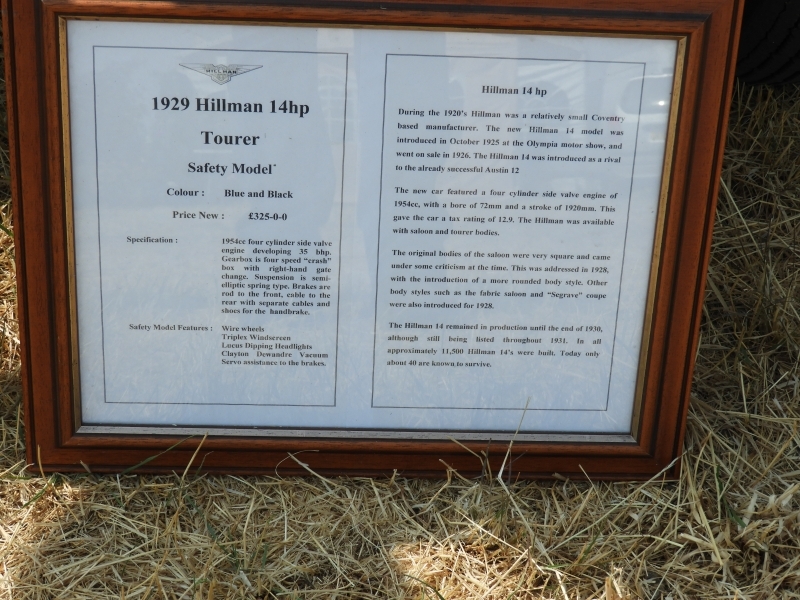 HILLMAN
1929 Hillman 14hp
Tourer
Safety Model"
Colour : Blue and Black
Price New : £325-0-0
Specification : 1954cc four cylinder side valve
engine developing 35 bhp.
Gearbox is four speed “crash”
box with right-hand gate
change. Suspension is semi-
elliptic spring type. Brakes are
rod to the front, cable to the
rear with separate cables and
shoes for the handbrake.
Safety Model Features : Wire wheels
Triplex Windscreen
Lucus Dipping Headlights
Clayton Dewandre Vacuum
Servo assistance to the brakes.
Hillman 14 hp
During the 1920's Hillman was a relatively small Coventry
based manufacturer. The new Hillman 14 model was
introduced in October 1925 at the Olympia motor show, and
went on sale in 1926. The Hillman 14 was introduced as a rival
to the already successful Austin 12
The new car featured a four cylinder side valve engine of
1954cc, with a bore of 72mm and a stroke of 1920mm. This
gave the car a tax rating of 12.9. The Hillman was available
with saloon and tourer bodies.
The original bodies of the saloon were very square and came
under some criticism at the time. This was addressed in 1928,
with the introduction of a more rounded body style. Other
body styles such as the fabric saloon and “Segrave” coupe
were also introduced for 1928.
The Hillman 14 remained in production until the end of 1930,
although still being listed throughout 1931. In all
approximately 11,500 Hillman 14's were built. Today only
about 40 are known to survive.